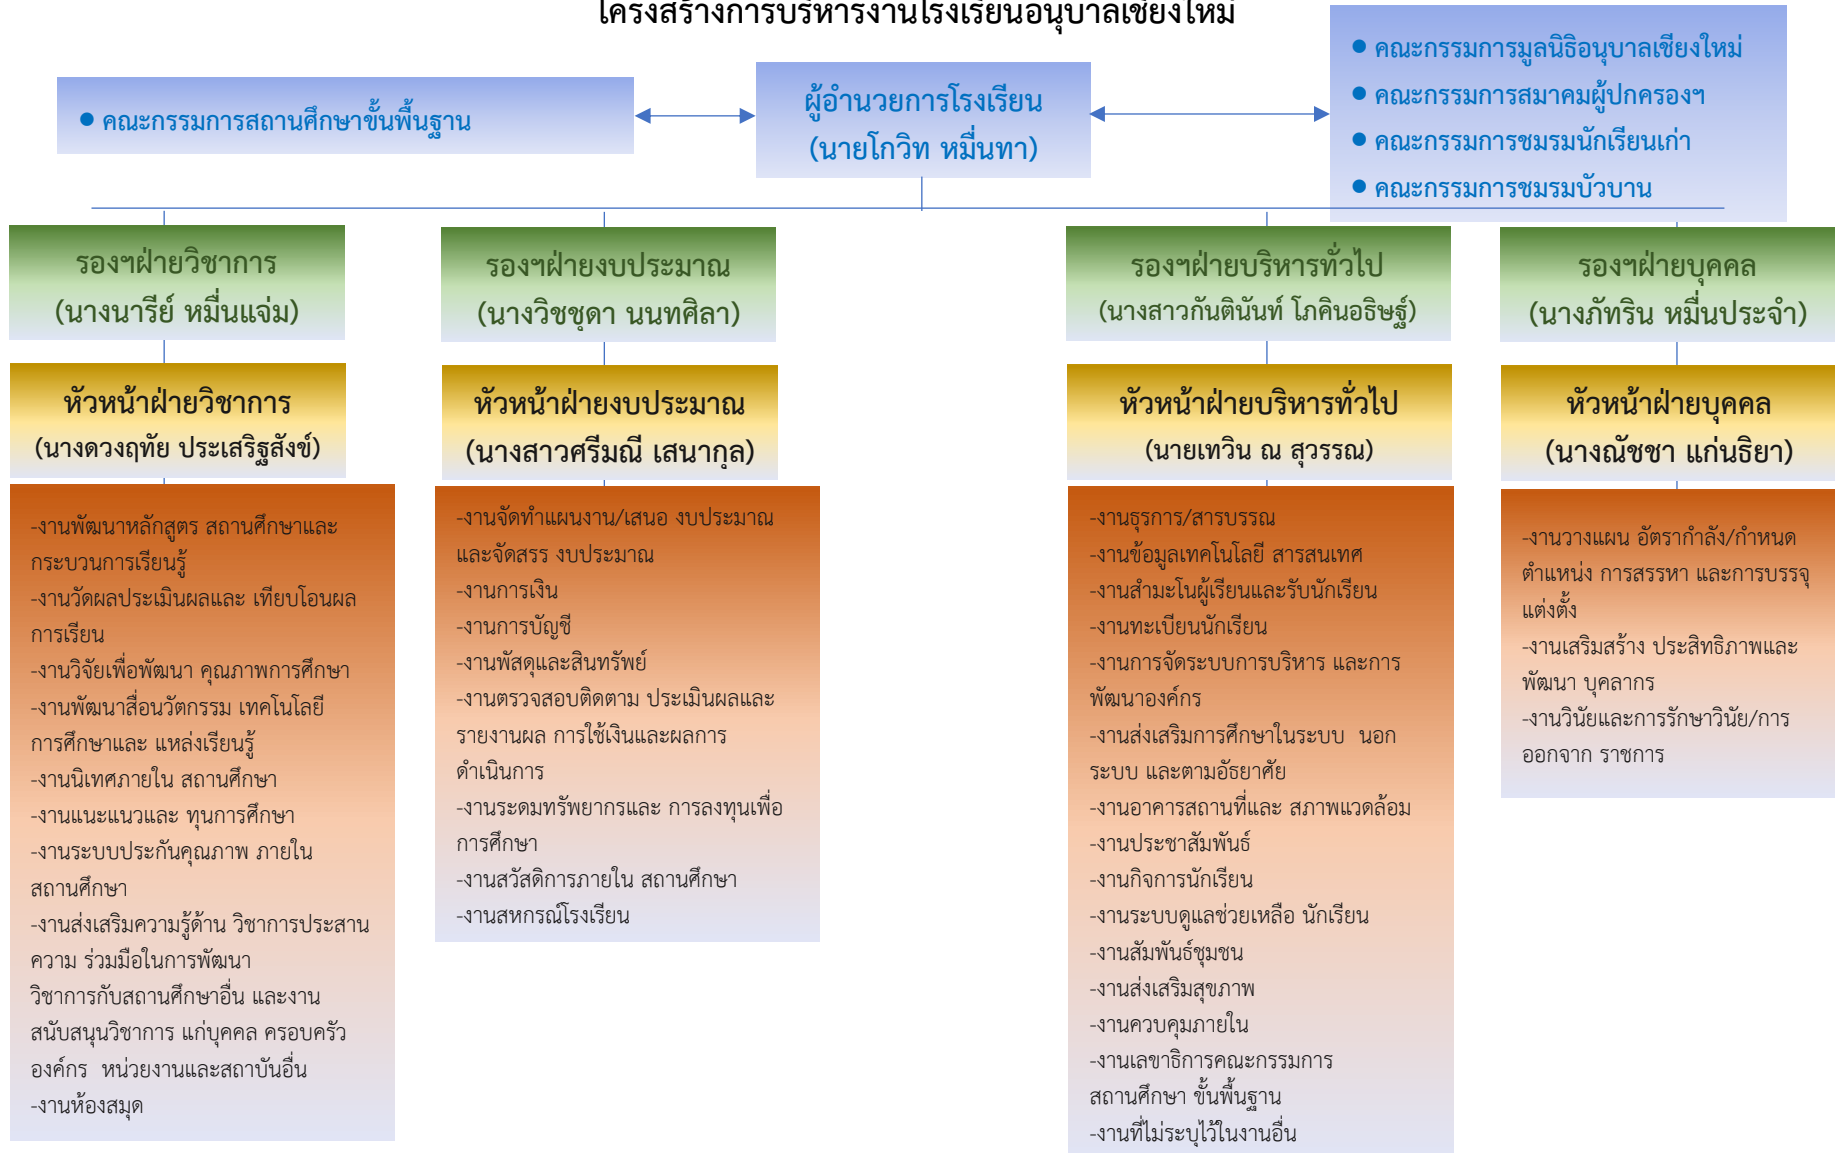 โครงสร้างการบริหารงานโรงเรียนอนุบาลเชียงใหม่
● คณะกรรมการสถานศึกษาขั้นพื้นฐาน
ผู้อำนวยการโรงเรียน
(นายโกวิท หมื่นทา)
● คณะกรรมการมูลนิธิอนุบาลเชียงใหม่
● คณะกรรมการสมาคมผู้ปกครองฯ
● คณะกรรมการชมรมนักเรียนเก่า
● คณะกรรมการชมรมบัวบาน
รองฯฝ่ายวิชาการ
(นางนารีย์ หมื่นแจ่ม)
รองฯฝ่ายงบประมาณ
(นางวิชชุดา นนทศิลา)
รองฯฝ่ายบริหารทั่วไป
(นางสาวกันตินันท์ โภคินอธิษฐ์)
รองฯฝ่ายบุคคล
(นางภัทริน หมื่นประจำ)
หัวหน้าฝ่ายวิชาการ
(นางดวงฤทัย ประเสริฐสังข์)
หัวหน้าฝ่ายงบประมาณ
(นางสาวศรีมณี เสนากุล)
หัวหน้าฝ่ายบริหารทั่วไป
(นายเทวิน ณ สุวรรณ)
หัวหน้าฝ่ายบุคคล
(นางณัชชา แก่นธิยา)
-งานพัฒนาหลักสูตร สถานศึกษาและ
กระบวนการเรียนรู้
-งานวัดผลประเมินผลและ เทียบโอนผล
การเรียน
-งานวิจัยเพื่อพัฒนา คุณภาพการศึกษา
-งานพัฒนาสื่อนวัตกรรม เทคโนโลยี
การศึกษาและ แหล่งเรียนรู้
-งานนิเทศภายใน สถานศึกษา
-งานแนะแนวและ ทุนการศึกษา
-งานระบบประกันคุณภาพ ภายใน
สถานศึกษา
-งานส่งเสริมความรู้ด้าน วิชาการประสาน
ความ ร่วมมือในการพัฒนา
วิชาการกับสถานศึกษาอื่น และงาน
สนับสนุนวิชาการ แก่บุคคล ครอบครัว
องค์กร หน่วยงานและสถาบันอื่น
-งานห้องสมุด
-งานจัดทำแผนงาน/เสนอ งบประมาณ
และจัดสรร งบประมาณ
-งานการเงิน
-งานการบัญชี
-งานพัสดุและสินทรัพย์
-งานตรวจสอบติดตาม ประเมินผลและ
รายงานผล การใช้เงินและผลการ
ดำเนินการ
-งานระดมทรัพยากรและ การลงทุนเพื่อ
การศึกษา
-งานสวัสดิการภายใน สถานศึกษา
-งานสหกรณ์โรงเรียน
-งานธุรการ/สารบรรณ
-งานข้อมูลเทคโนโลยี สารสนเทศ
-งานสำมะโนผู้เรียนและรับนักเรียน
-งานทะเบียนนักเรียน
-งานการจัดระบบการบริหาร และการ
พัฒนาองค์กร
-งานส่งเสริมการศึกษาในระบบ นอก
ระบบ และตามอัธยาศัย
-งานอาคารสถานที่และ สภาพแวดล้อม
-งานประชาสัมพันธ์
-งานกิจการนักเรียน
-งานระบบดูแลช่วยเหลือ นักเรียน
-งานสัมพันธ์ชุมชน
-งานส่งเสริมสุขภาพ
-งานควบคุมภายใน
-งานเลขาธิการคณะกรรมการ
สถานศึกษา ขั้นพื้นฐาน
-งานที่ไม่ระบุไว้ในงานอื่น
-งานวางแผน อัตรากำลัง/กำหนด
ตำแหน่ง การสรรหา และการบรรจุ
แต่งตั้ง
-งานเสริมสร้าง ประสิทธิภาพและ
พัฒนา บุคลากร
-งานวินัยและการรักษาวินัย/การ
ออกจาก ราชการ